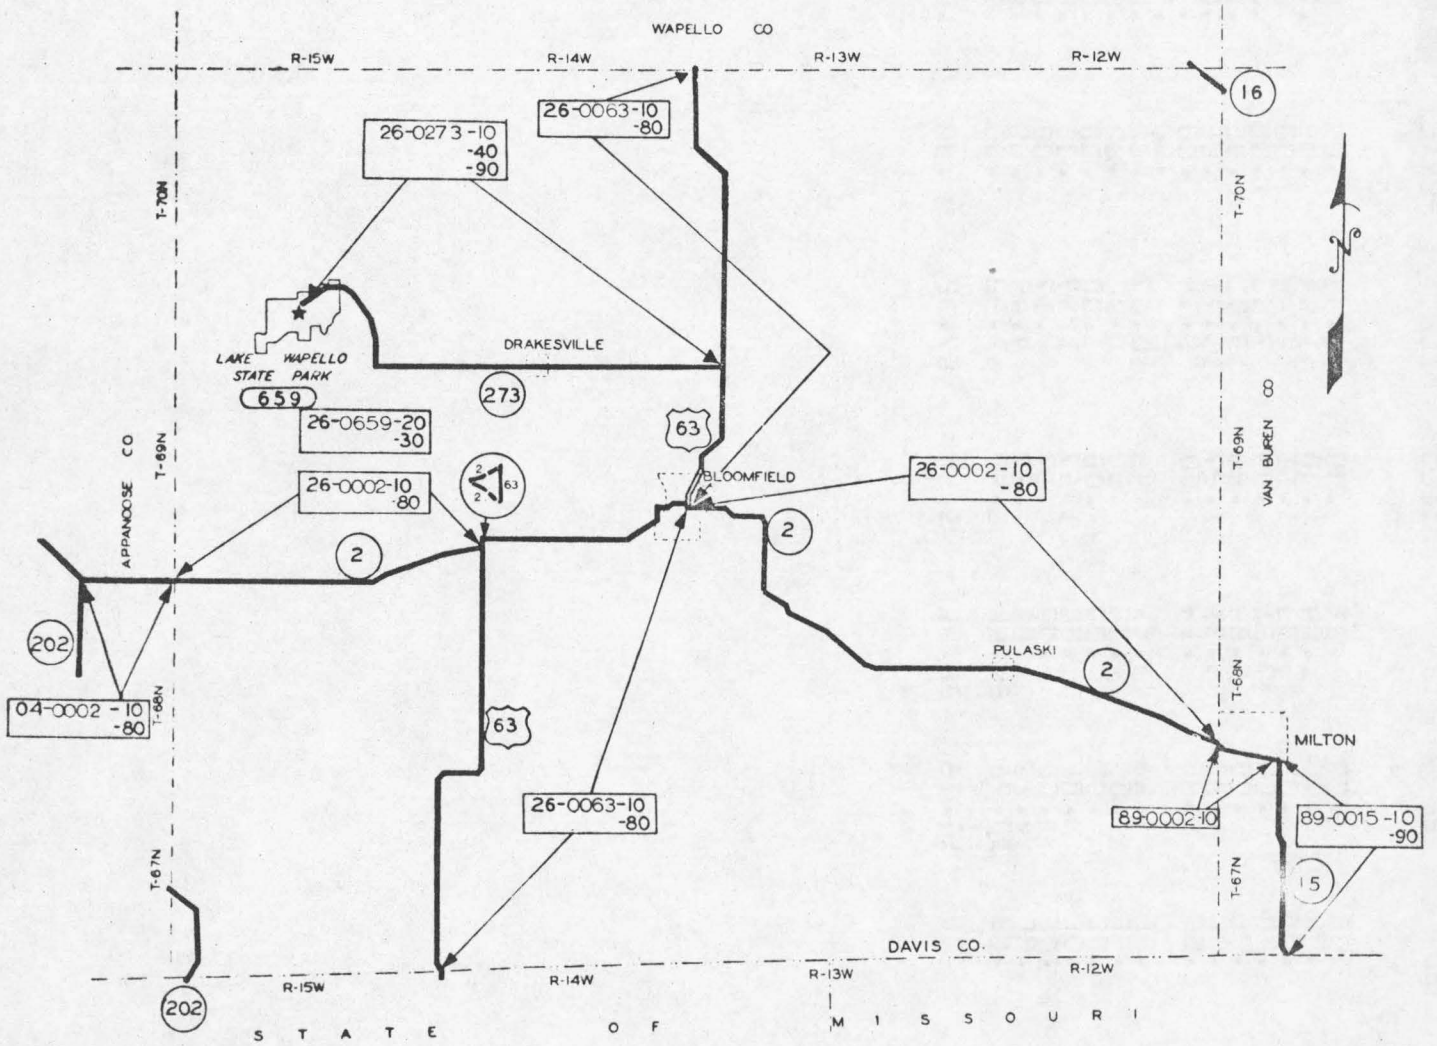 WAPELLO CO
R-15W
R-14W
R-13W
R-12W
16
26-0063-10
-80
26-0273-10
-40
-90
T-70N
T-70N
N
DRAKESVILLE
LAKE WAPELLO
STATE PARK
659
273
26-0659-20
-30
63
APPANOOSE CO
T-69N
T-69N
VAN BUREN 8
26-0002-10
-80
2
2
63
BLOOMFIELD
26-0002-10
-80
2
2
202
PULASKI
2
T-68N
T-68N
04-0002-10
-80
63
MILTON
26-0063-10
-80
89-0002-10
89-0015-10
-90
T-67N
T-67N
15
DAVIS CO.
R-15W
R-14W
R-13W
R-12W
202
STATE OF MISSOURI